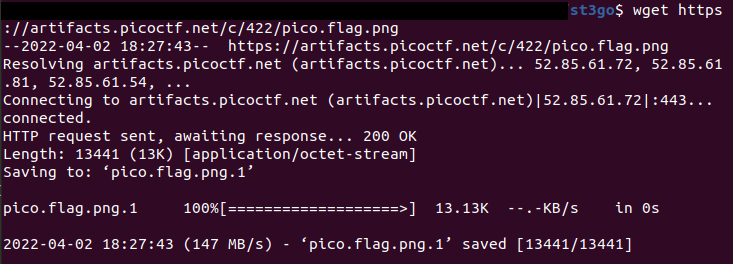 st3go$ wget https
://artifacts.picoctf.net/c/422/pico.flag.png
--2022-04-02 18:27:43--  https://artifacts.picoctf.net/c/422/pico.flag.png
Resolving artifacts.picoctf.net (artifacts.picoctf.net)... 52.85.61.72, 52.85.61
.81, 52.85.61.54, ...
Connecting to artifacts.picoctf.net (artifacts.picoctf.net)|52.85.61.72|:443...
connected.
HTTP request sent, awaiting response... 200 OK
Length: 13441 (13K) [application/octet-stream]
Saving to: ‘pico.flag.png.1’
pico.flag.png.1     100%[===================>]  13.13K  --.-KB/s    in 0s
2022-04-02 18:27:43 (147 MB/s) - ‘pico.flag.png.1’ saved [13441/13441]